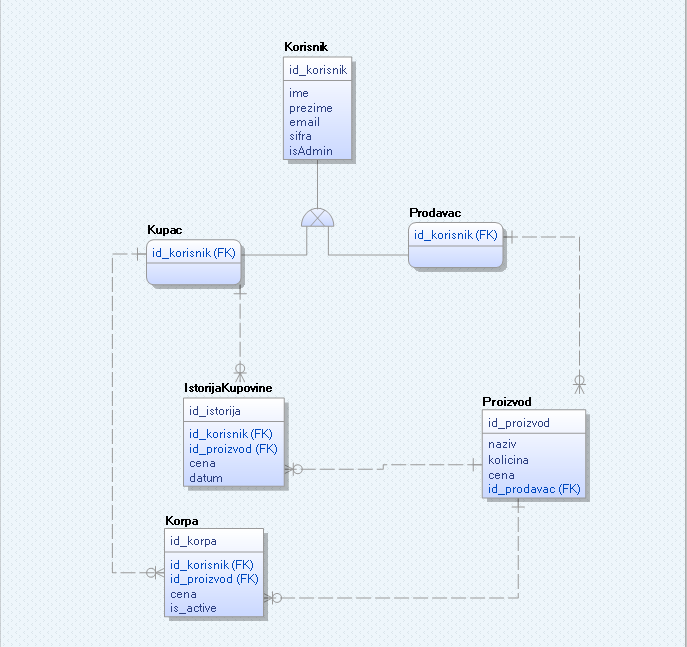 Korisnik
id_korisnik
ime
prezime
email
sifra
isAdmin
Kupac
id_korisnik (FK)
Prodavac
id_korisnik (FK)
IstorijaKupovine
id_istorija
id_korisnik (FK)
id_proizvod (FK)
cena
datum
Proizvod
id_proizvod
naziv
kolicina
cena
id_prodavac (FK)
Korpa
id_korpa
id_korisnik (FK)
id_proizvod (FK)
cena
is_active